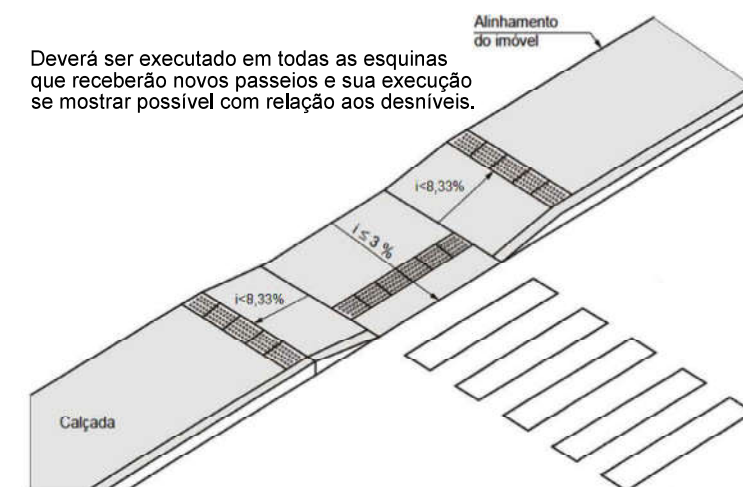 Alinhamento
do imóvel
Deverá ser executado em todas as esquinas
que receberão novos passeios e sua execução
se mostrar possível com relação aos desníveis.
i<8,33%
i≤3%
i<8,33%
Calçada